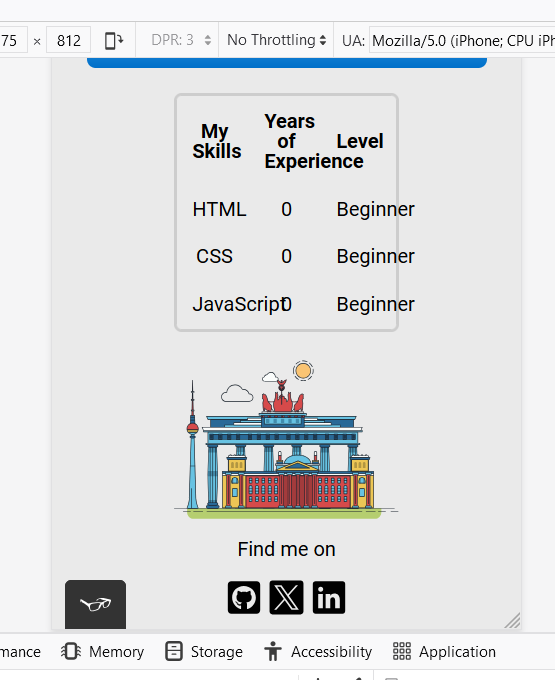 75 × 812 DPR: 3 No Throttling UA: Mozilla/5.0 (iPhone; CPU iPh
My Skills Years of Experience Level
HTML 0 Beginner
CSS 0 Beginner
JavaScript 0 Beginner
Find me on
in
mance Memory Storage Accessibility Application